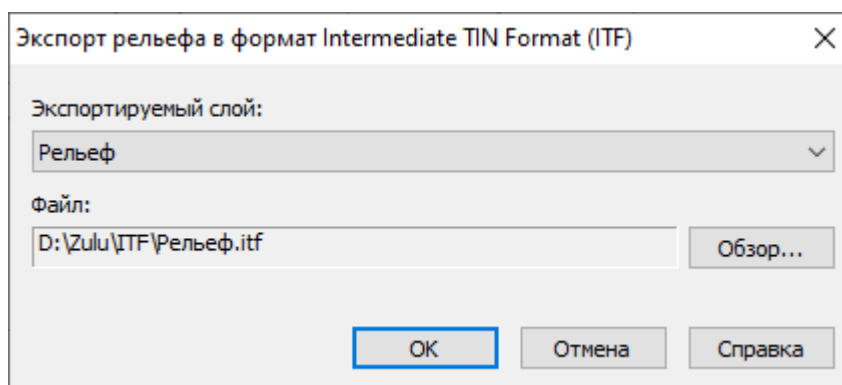 Экспорт рельефа в формат Intermediate TIN Format (ITF)
Экспортируемый слой:
Рельеф
Файл:
D:\Zulu\ITF\Рельеф.itf
Обзор...
OK
Отмена
Справка